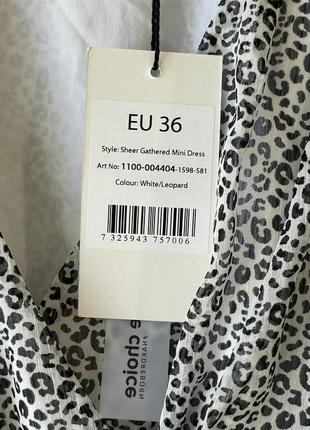 EU 36
Style: Sheer Gathered Mini Dress
Art No: 1100-004404-1598-581
Colour: White/Leopard
7 325943 757006
choice
#NAKDREBORN